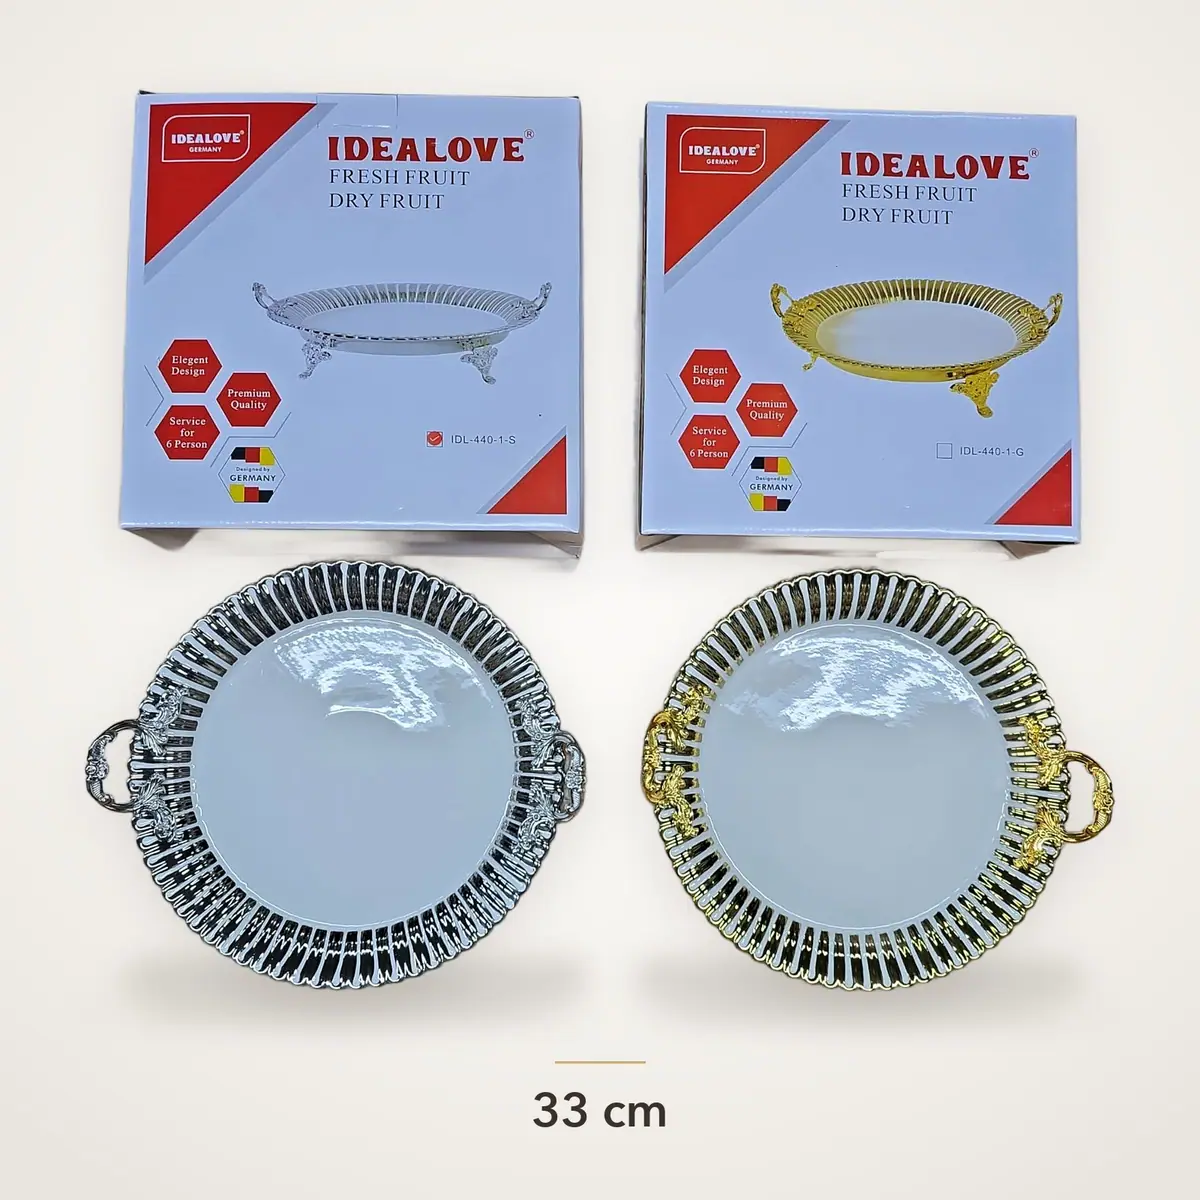 IDEALOVE®
GERMANY
IDEALOVE®
FRESH FRUIT
DRY FRUIT
Elegent
Design
Premium
Quality
Service
for
6 Person
Designed by
GERMANY
IDL-440-1-S
IDEALOVE®
GERMANY
IDEALOVE®
FRESH FRUIT
DRY FRUIT
Elegent
Design
Premium
Quality
Service
for
6 Person
Designed by
GERMANY
IDL-440-1-G
33 cm